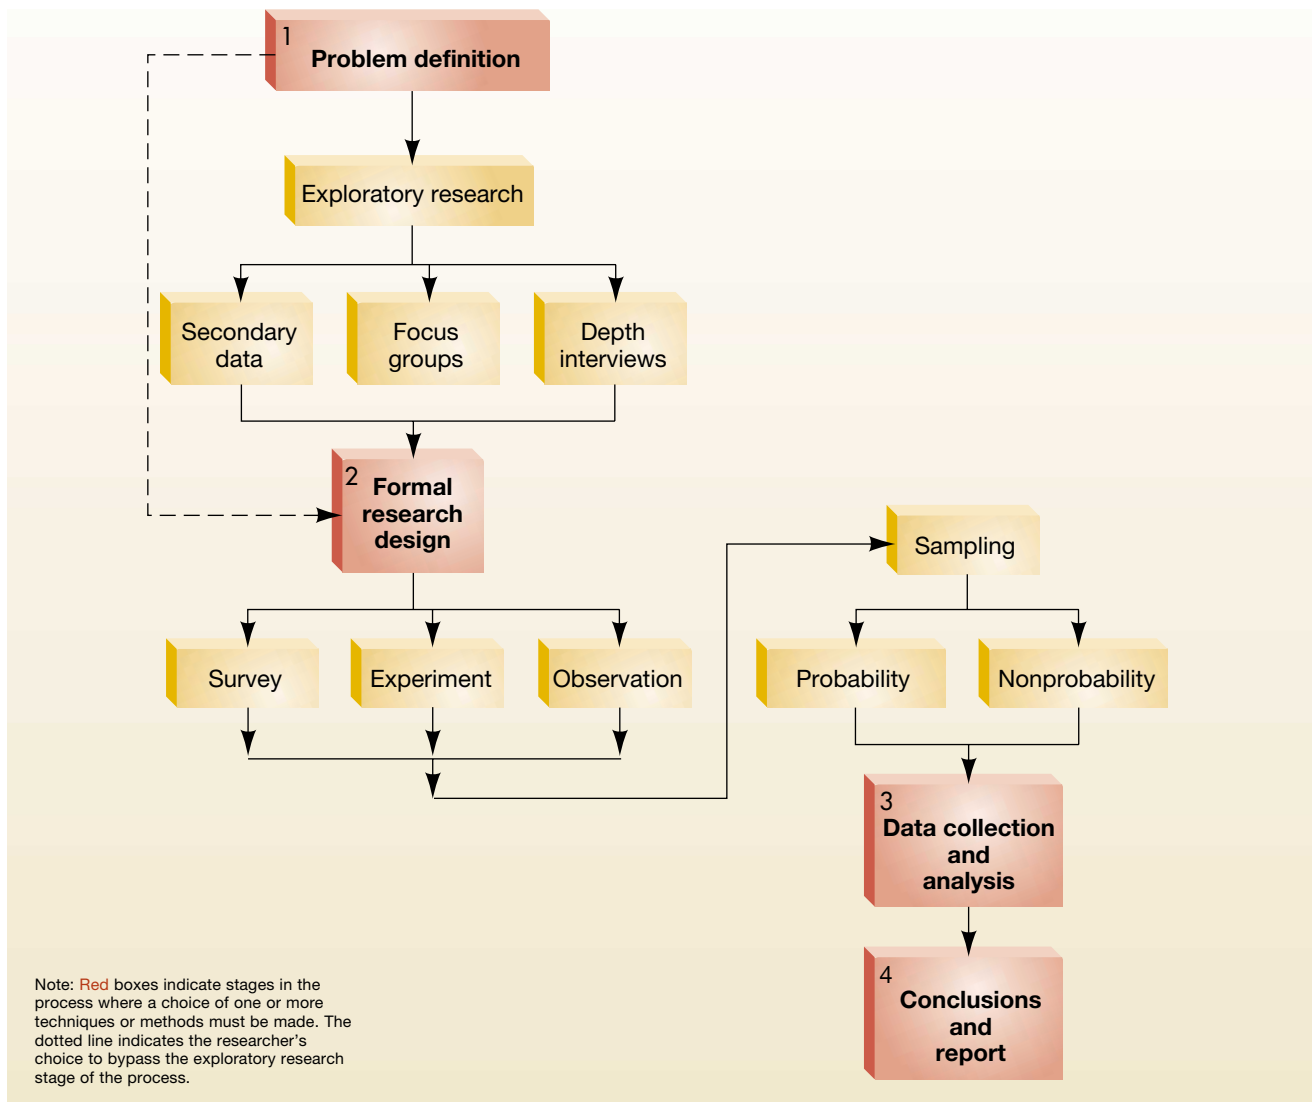 1
Problem definition
Exploratory research
Secondary
data
Focus
groups
Depth
interviews
2
Formal
research
design
Survey
Experiment
Observation
Sampling
Probability
Nonprobability
3
Data collection
and
analysis
4
Conclusions
and
report
Note: Red boxes indicate stages in the
process where a choice of one or more
techniques or methods must be made. The
dotted line indicates the researcher's
choice to bypass the exploratory research
stage of the process.